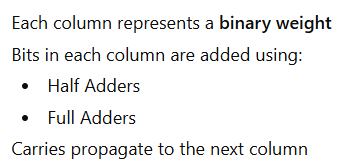 Each column represents a binary weight
Bits in each column are added using:
• Half Adders
• Full Adders
Carries propagate to the next column